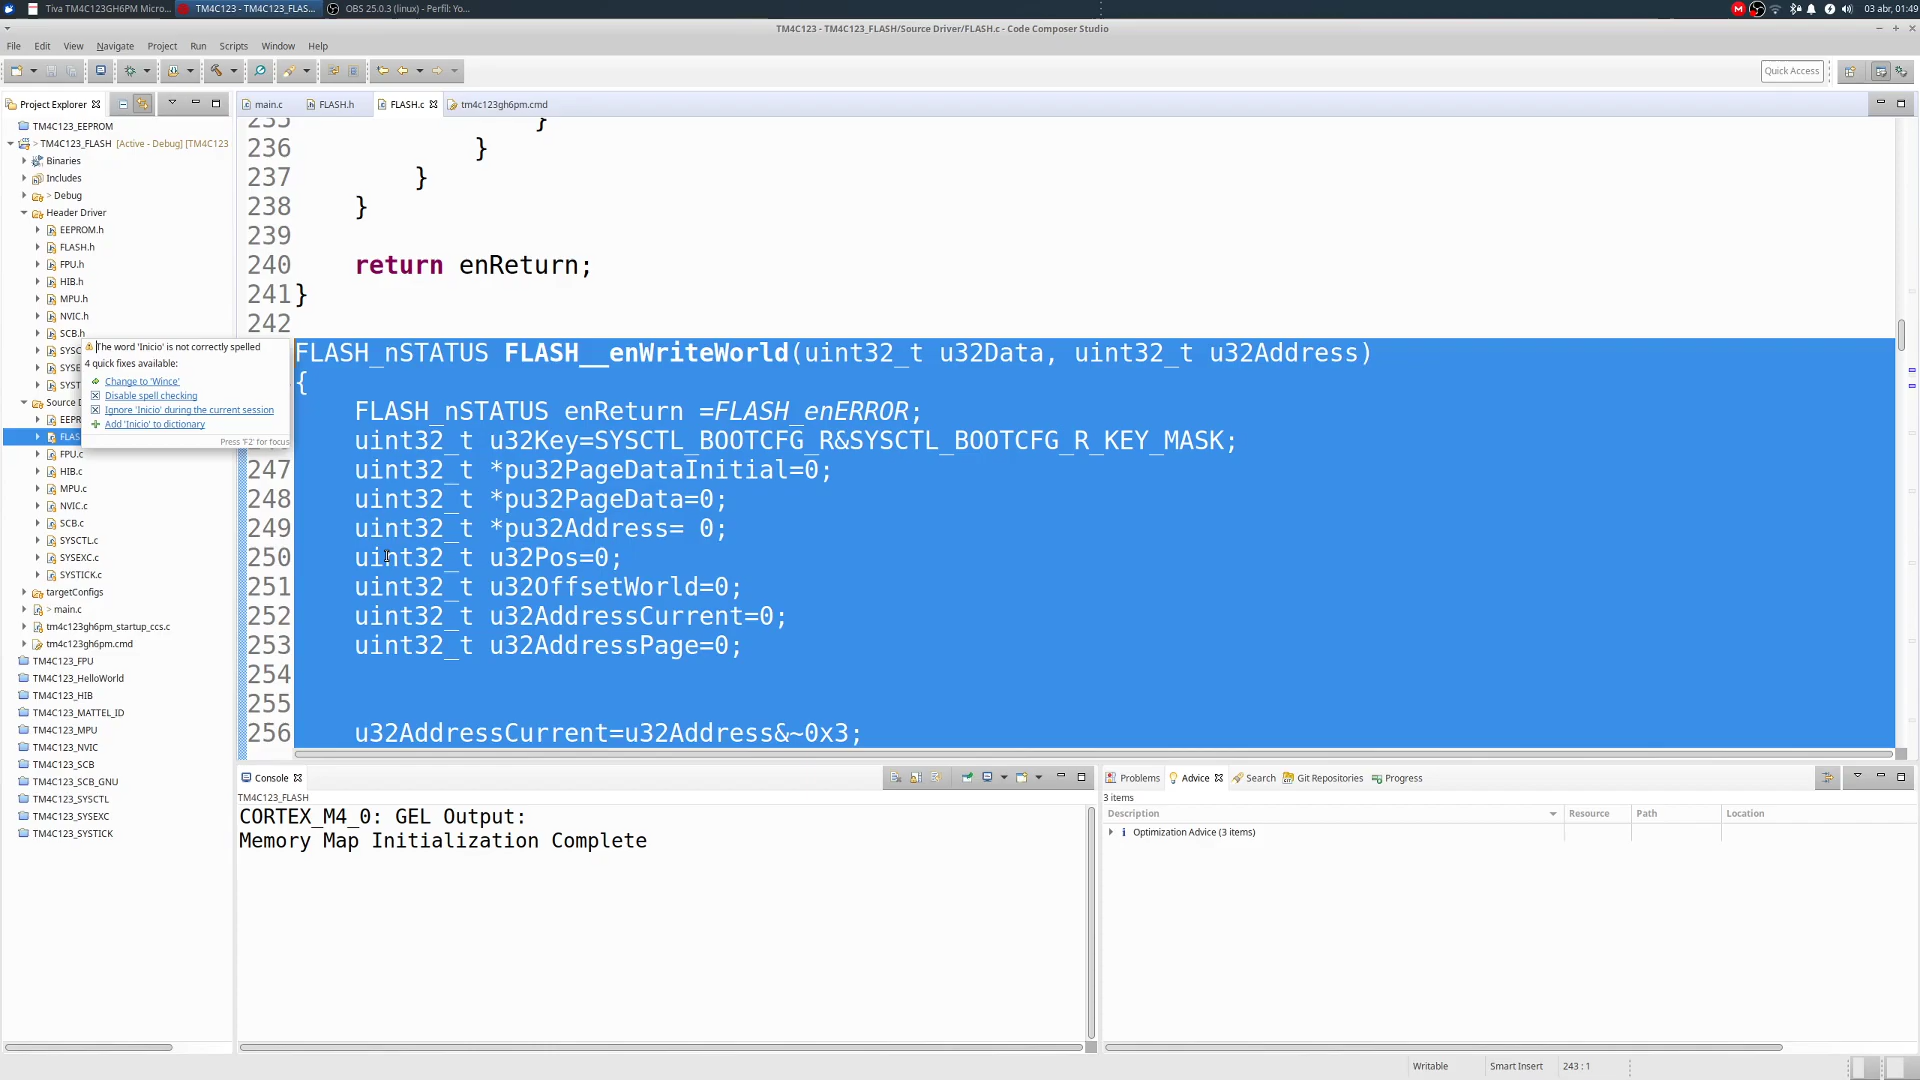 Tiva TM4C123GH6PM Micro...
TM4C123 - TM4C123_FLAS...
OBS 25.0.3 (linux) - Perfil: Yo...
03 abr, 01:49
TM4C123 - TM4C123_FLASH/Source Driver/FLASH.c - Code Composer Studio
File Edit View Navigate Project Run Scripts Window Help
Quick Access
Project Explorer
main.c
FLASH.h
FLASH.c
tm4c123gh6pm.cmd
TM4C123_EEPROM
> TM4C123_FLASH [Active - Debug] [TM4C123
Binaries
Includes
> Debug
Header Driver
EEPROM.h
FLASH.h
FPU.h
HIB.h
MPU.h
NVIC.h
SCB.h
SYSC
SYSE
SYST
Source D
EEPR
FLAS
FPU.c
HIB.c
MPU.c
NVIC.c
SCB.c
SYSCTL.c
SYSEXC.c
SYSTICK.c
targetConfigs
> main.c
tm4c123gh6pm_startup_ccs.c
tm4c123gh6pm.cmd
TM4C123_FPU
TM4C123_HelloWorld
TM4C123_HIB
TM4C123_MATTEL_ID
TM4C123_MPU
TM4C123_NVIC
TM4C123_SCB
TM4C123_SCB_GNU
TM4C123_SYSCTL
TM4C123_SYSEXC
TM4C123_SYSTICK
The word 'Inicio' is not correctly spelled
4 quick fixes available:
Change to 'Wince'
Disable spell checking
Ignore 'Inicio' during the current session
Add 'Inicio' to dictionary
Press 'F2' for focus
235 }
236 }
237 }
238 }
239
240 return enReturn;
241 }
242
FLASH_nSTATUS FLASH__enWriteWorld(uint32_t u32Data, uint32_t u32Address)
{
FLASH_nSTATUS enReturn =FLASH_enERROR;
uint32_t u32Key=SYSCTL_BOOTCFG_R&SYSCTL_BOOTCFG_R_KEY_MASK;
247 uint32_t *pu32PageDataInitial=0;
248 uint32_t *pu32PageData=0;
249 uint32_t *pu32Address= 0;
250 uint32_t u32Pos=0;
251 uint32_t u32OffsetWorld=0;
252 uint32_t u32AddressCurrent=0;
253 uint32_t u32AddressPage=0;
254
255
256 u32AddressCurrent=u32Address&~0x3;
Console
TM4C123_FLASH
CORTEX_M4_0: GEL Output:
Memory Map Initialization Complete
Problems Advice Search Git Repositories Progress
3 items
Description Resource Path Location
Optimization Advice (3 items)
Writable Smart Insert 243 : 1